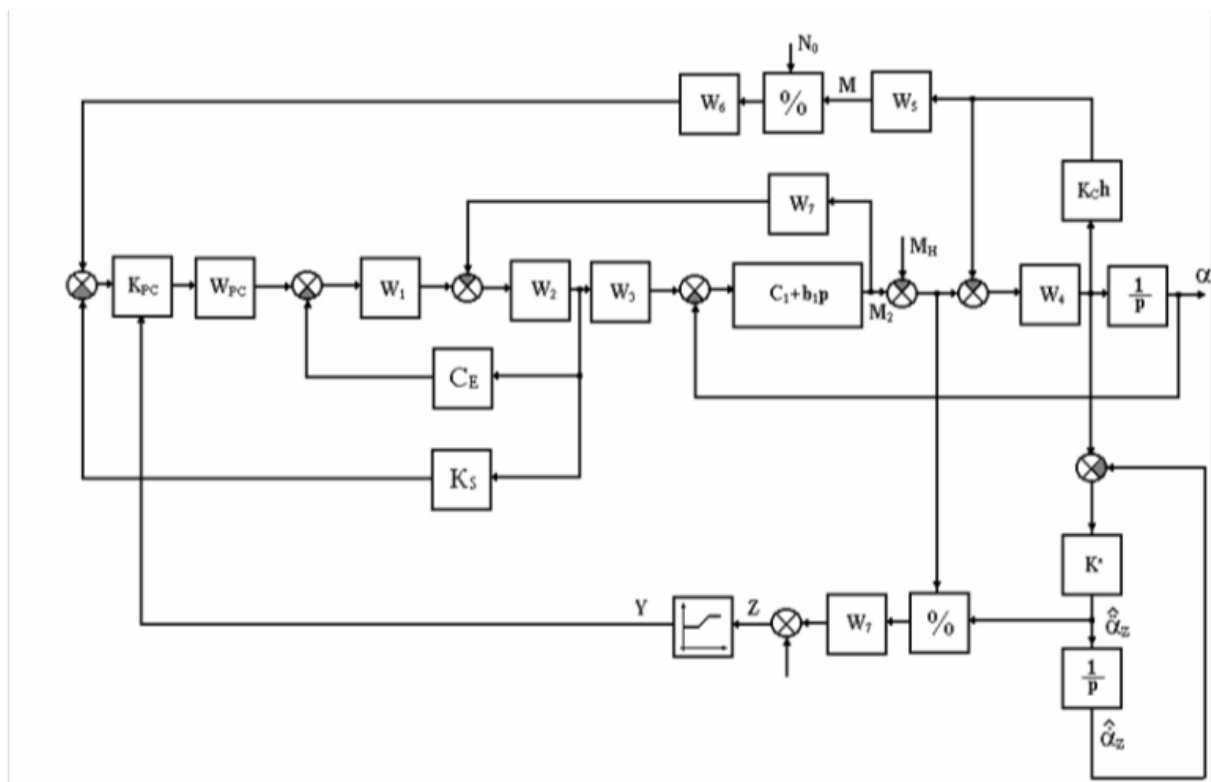 N₀
W₆
%
M
W₅
K_Ch
W₇
M_H
K_PC
W_PC
W₁
W₂
W₃
C₁+b₁p
M₂
W₄
1/p
α
C_E
K_S
K*
Y
Z
W₇
%
α̂̇_z
1/p
α̂̇_z